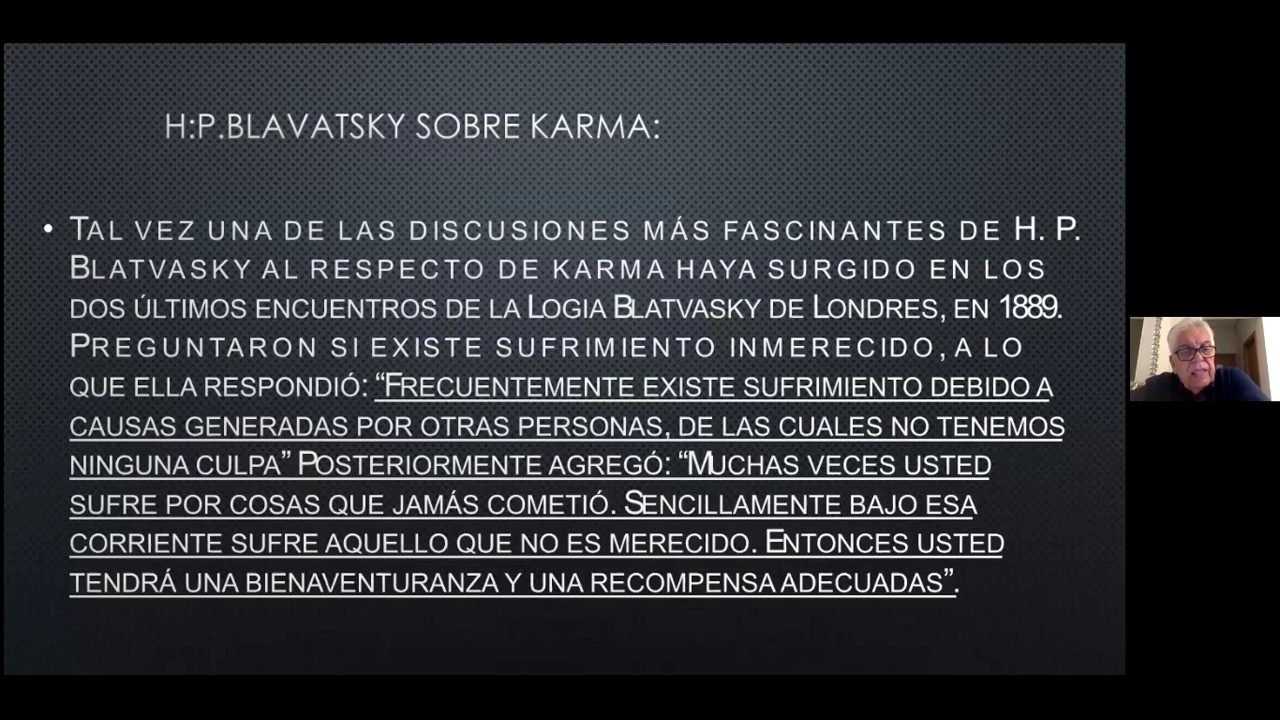 H:P.BLAVATSKY SOBRE KARMA:
• TAL VEZ UNA DE LAS DISCUSIONES MÁS FASCINANTES DE H. P.
BLATVASKY AL RESPECTO DE KARMA HAYA SURGIDO EN LOS
DOS ÚLTIMOS ENCUENTROS DE LA LOGIA BLATVASKY DE LONDRES, EN 1889.
PREGUNTARON SI EXISTE SUFRIMIENTO INMERECIDO, A LO
QUE ELLA RESPONDIÓ: “FRECUENTEMENTE EXISTE SUFRIMIENTO DEBIDO A
CAUSAS GENERADAS POR OTRAS PERSONAS, DE LAS CUALES NO TENEMOS
NINGUNA CULPA” POSTERIORMENTE AGREGÓ: “MUCHAS VECES USTED
SUFRE POR COSAS QUE JAMÁS COMETIÓ. SENCILLAMENTE BAJO ESA
CORRIENTE SUFRE AQUELLO QUE NO ES MERECIDO. ENTONCES USTED
TENDRÁ UNA BIENAVENTURANZA Y UNA RECOMPENSA ADECUADAS”.